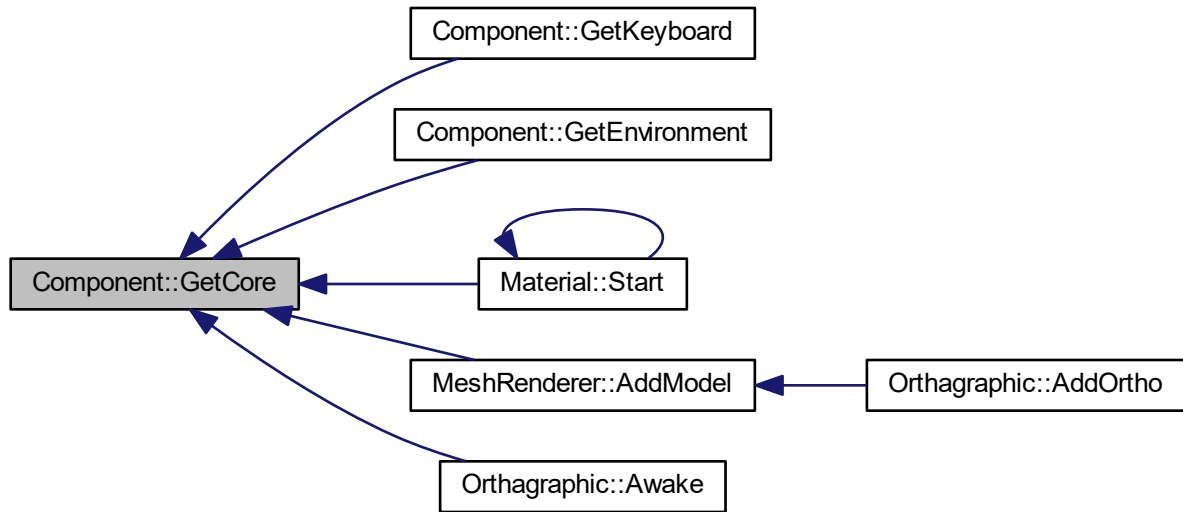 Component::GetKeyboard
Component::GetEnvironment
Component::GetCore
Material::Start
MeshRenderer::AddModel
Orthagraphic::AddOrtho
Orthagraphic::Awake